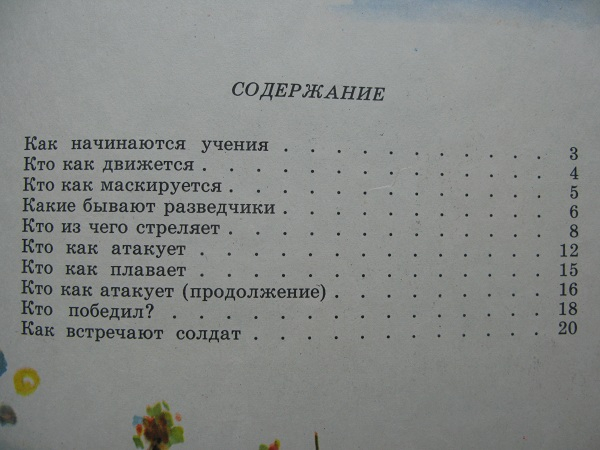 СОДЕРЖАНИЕ
Как начинаются учения . . . . . . . . . . . 3
Кто как движется . . . . . . . . . . . . . 4
Кто как маскируется . . . . . . . . . . . . 5
Какие бывают разведчики . . . . . . . . . . 6
Кто из чего стреляет . . . . . . . . . . . . 8
Кто как атакует . . . . . . . . . . . . . 12
Кто как плавает . . . . . . . . . . . . . 15
Кто как атакует (продолжение) . . . . . . . . 16
Кто победил? . . . . . . . . . . . . . . 18
Как встречают солдат . . . . . . . . . . . 20